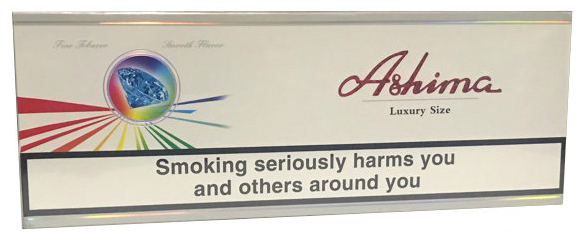 Fine Tobacco Smooth Flavor
Ashima
Luxury Size
Smoking seriously harms you
and others around you